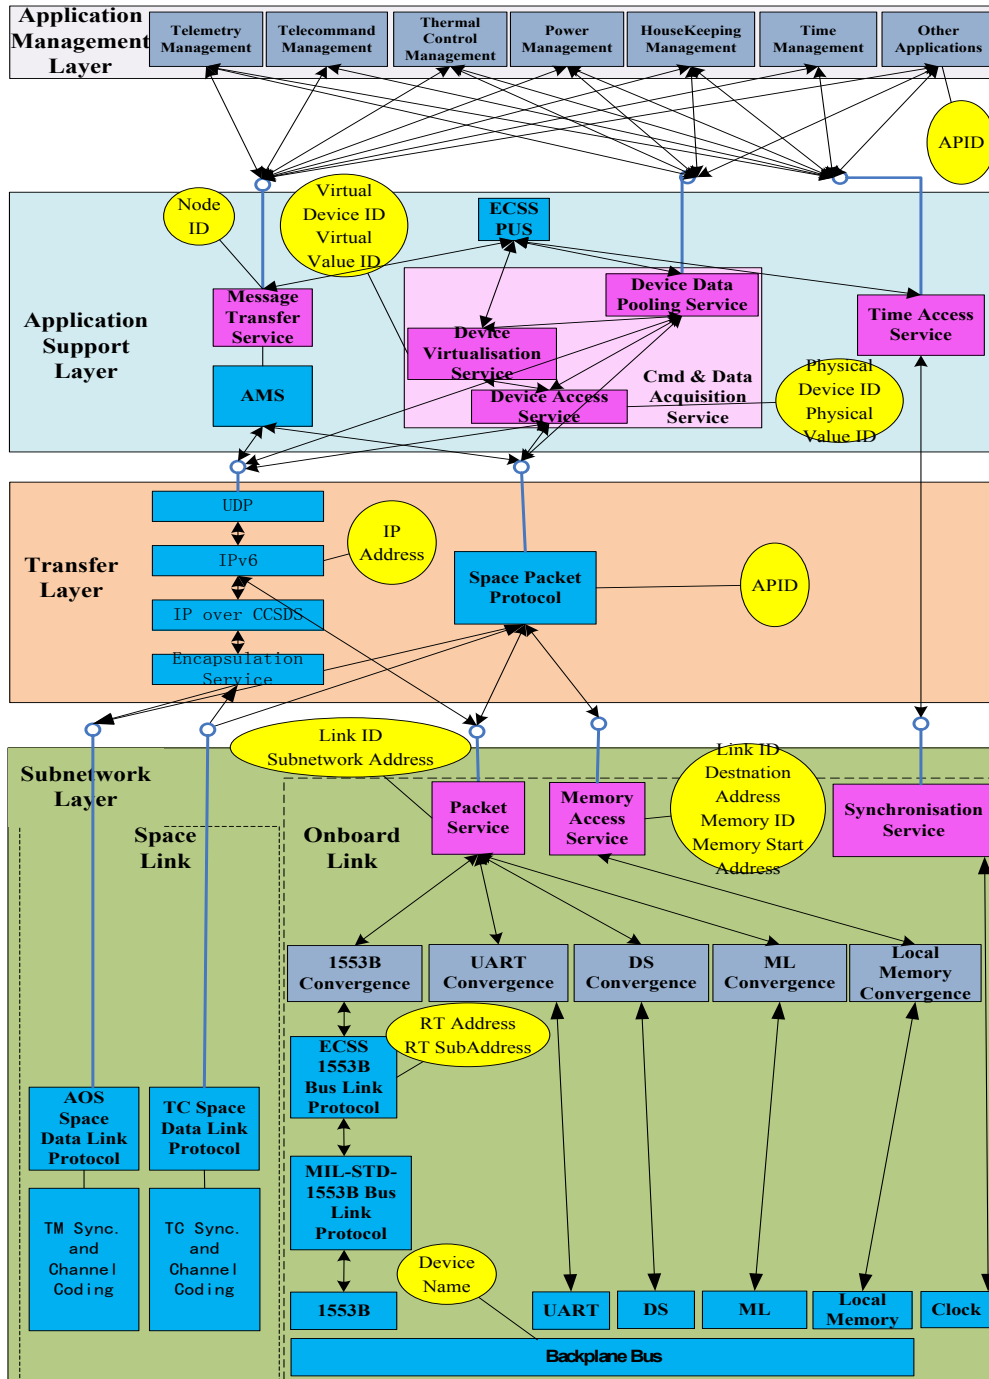 Application
Management
Layer
Telemetry
Management
Telecommand
Management
Thermal
Control
Management
Power
Management
HouseKeeping
Management
Time
Management
Other
Applications
APID
Node
ID
Virtual
Device ID
Virtual
Value ID
ECSS
PUS
Application
Support
Layer
Message
Transfer
Service
AMS
Device Data
Pooling Service
Device
Virtualisation
Service
Device Access
Service
Cmd & Data
Acquisition
Service
Time Access
Service
Physical
Device ID
Physical
Value ID
Transfer
Layer
UDP
IPv6
IP over CCSDS
Encapsulation
Service
IP
Address
Space Packet
Protocol
APID
Subnetwork
Layer
Link ID
Subnetwork Address
Space
Link
Onboard
Link
Packet
Service
Memory
Access
Service
Link ID
Destnation
Address
Memory ID
Memory Start
Address
Synchronisation
Service
1553B
Convergence
UART
Convergence
DS
Convergence
ML
Convergence
Local
Memory
Convergence
RT Address
RT SubAddress
ECSS
1553B
Bus Link
Protocol
AOS
Space
Data Link
Protocol
TC Space
Data Link
Protocol
MIL-STD-
1553B Bus
Link
Protocol
TM Sync.
and
Channel
Coding
TC Sync.
and
Channel
Coding
Device
Name
1553B
UART
DS
ML
Local
Memory
Clock
Backplane Bus